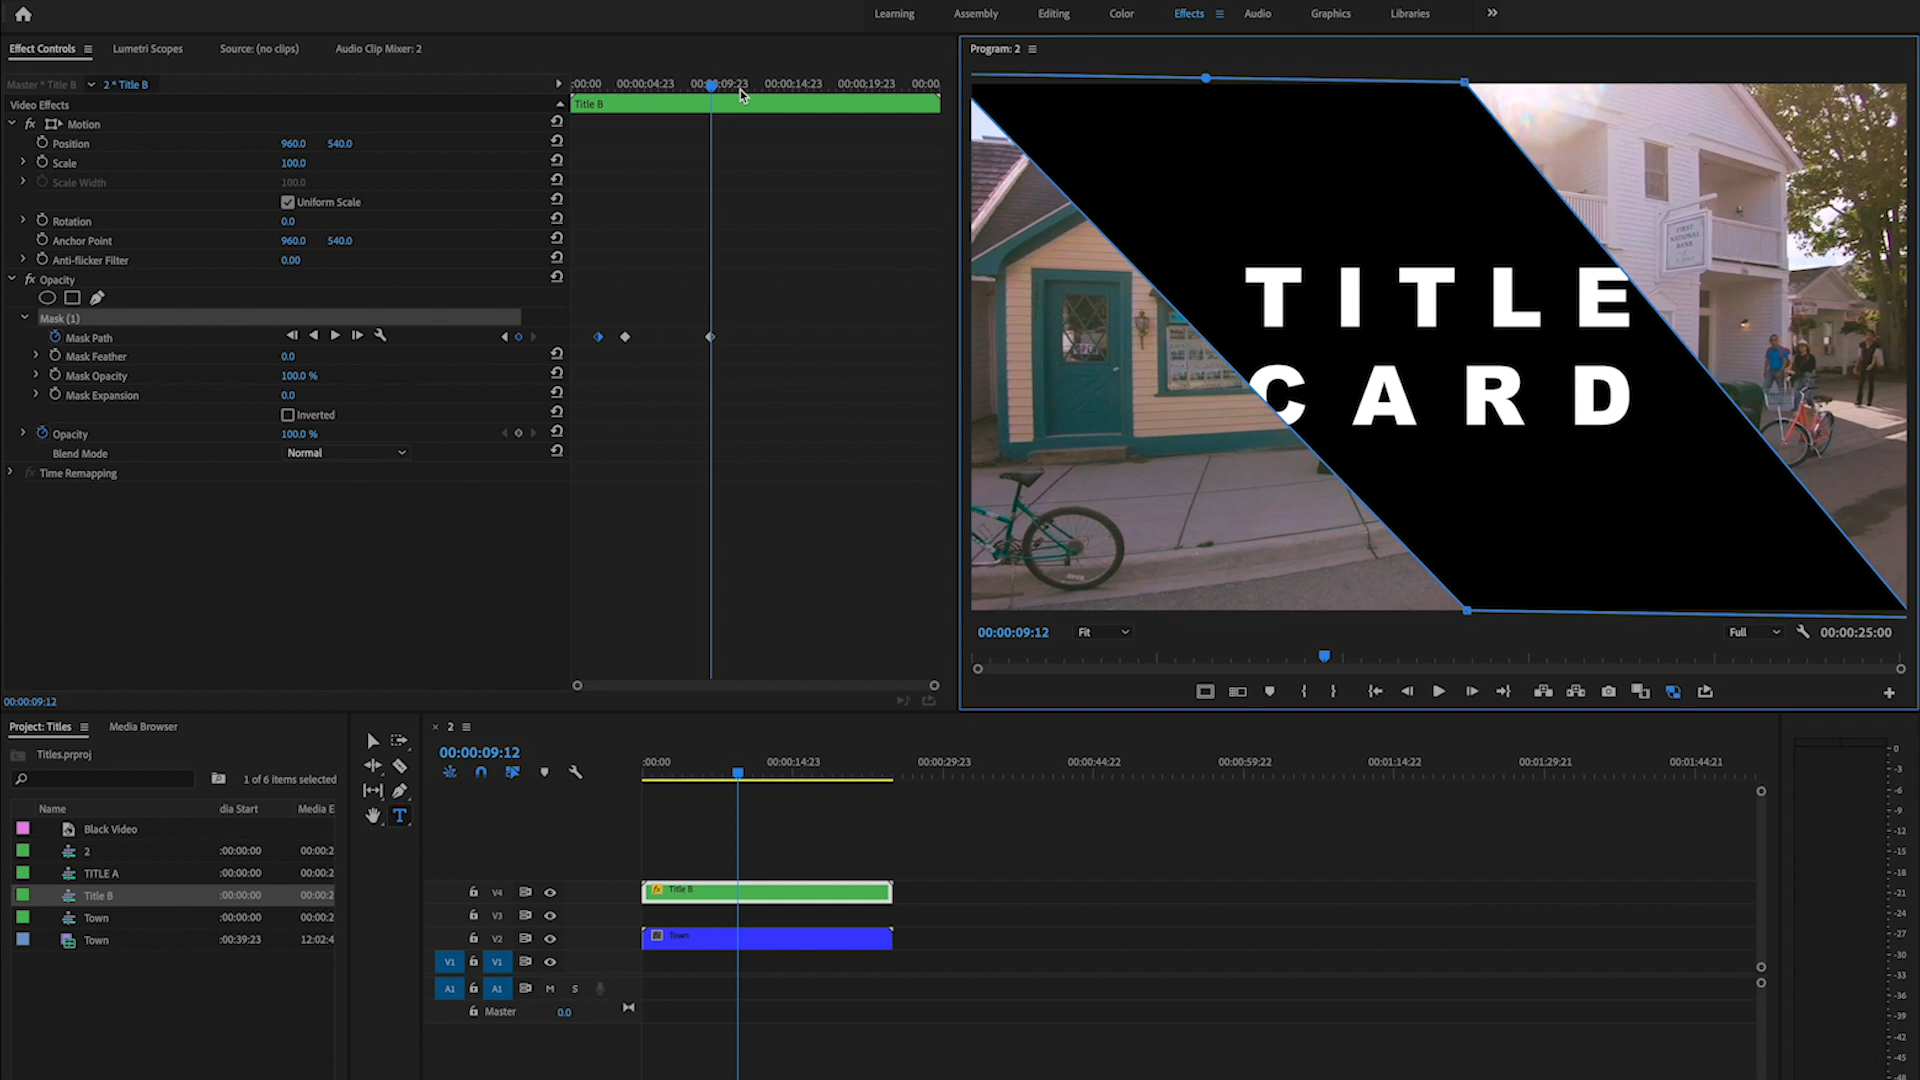 Learning Assembly Editing Color Effects Audio Graphics Libraries
Effect Controls Lumetri Scopes Source: (no clips) Audio Clip Mixer: 2
Program: 2
Master * Title B 2 * Title B
:00:00 00:00:04:23 00:00:09:23 00:00:14:23 00:00:19:23 00:00
Video Effects
Title B
fx Motion
Position 960.0 540.0
Scale 100.0
Scale Width 100.0
Uniform Scale
Rotation 0.0
Anchor Point 960.0 540.0
Anti-flicker Filter 0.00
fx Opacity
Mask (1)
Mask Path
Mask Feather 0.0
Mask Opacity 100.0 %
Mask Expansion 0.0
Inverted
Opacity 100.0 %
Blend Mode Normal
fx Time Remapping
00:00:09:12
FIRST
NATIONAL
BANK
TITLE
CARD
00:00:09:12 Fit Full 00:00:25:00
Project: Titles Media Browser
Titles.prproj
1 of 6 items selected
Name dia Start Media E
Black Video
2 :00:00:00 00:00:2
TITLE A :00:00:00 00:00:2
Title B :00:00:00 00:00:2
Town :00:00:00 00:00:2
Town :00:39:23 12:02:4
T
× 2
00:00:09:12
:00:00 00:00:14:23 00:00:29:23 00:00:44:22 00:00:59:22 00:01:14:22 00:01:29:21 00:01:44:21
V4 fx Title B
V3
V2 Town
V1 V1
A1 A1 M S
Master 0.0
0
-3
-6
-9
-12
-15
-18
-21
-24
-27
-30
-33
-36
-39
-42
-45
-48